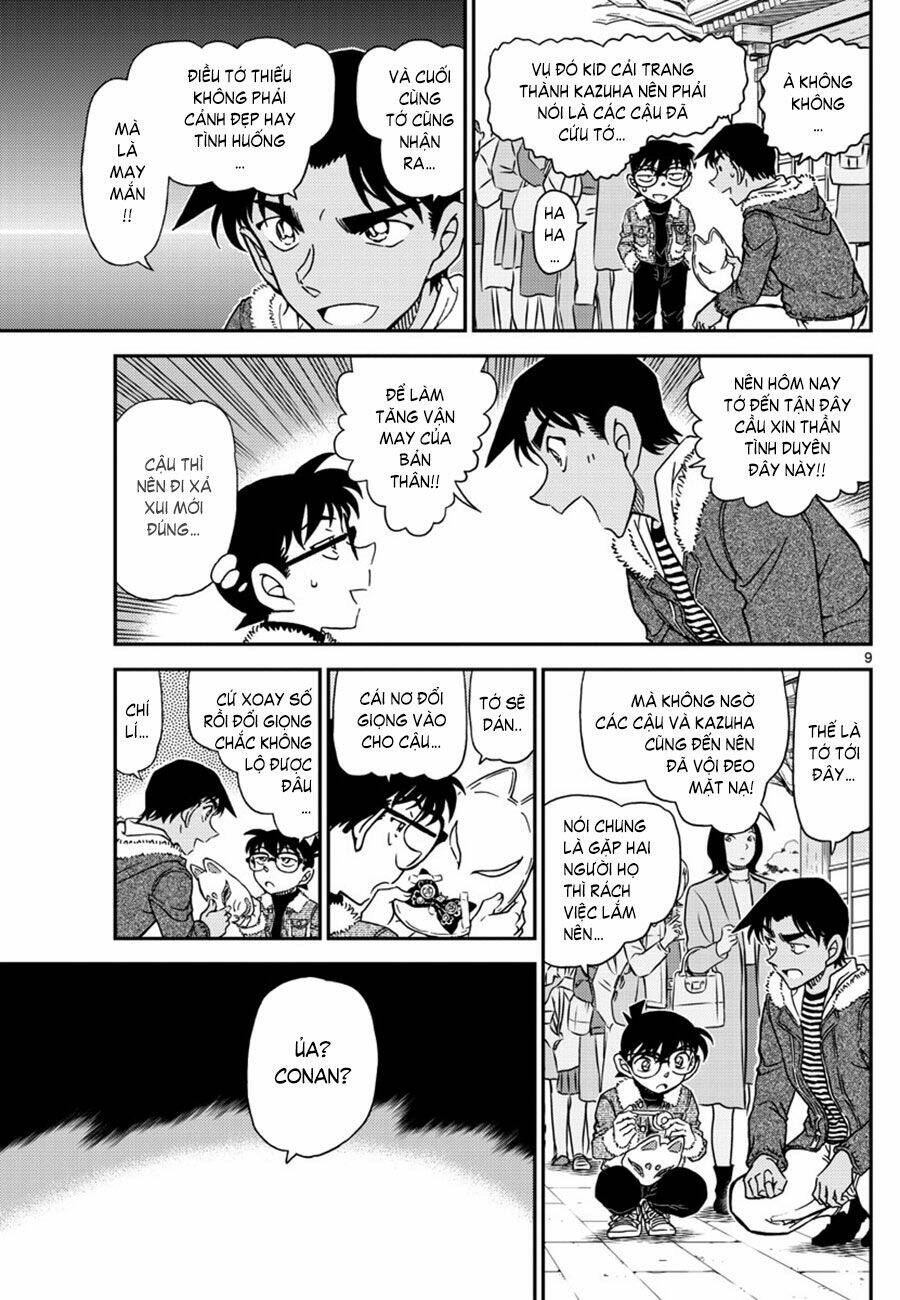 À KHÔNG
KHÔNG
...
VỤ ĐÓ KID CẢI TRANG
THÀNH KAZUHA NÊN PHẢI
NÓI LÀ CÁC CẬU ĐÃ
CỨU TỚ...
HA
HA
...
VÀ CUỐI
CÙNG
TỚ CŨNG
NHẬN
RA...
ĐIỀU TỚ THIẾU
KHÔNG PHẢI
CẢNH ĐẸP HAY
TÌNH HUỐNG
...
MÀ
LÀ
MAY
MẮN
!!
NÊN HÔM NAY
TỚ ĐẾN TẬN ĐÂY
CẦU XIN THẦN
TÌNH DUYÊN
ĐÂY NÀY!!
ĐỂ LÀM
TĂNG VẬN
MAY CỦA
BẢN
THÂN!!
CẬU THÌ
NÊN ĐI XẢ
XUI MỚI
ĐÚNG...
9
THẾ LÀ
TỚ TỚI
ĐÂY...
MÀ KHÔNG NGỜ
CÁC CẬU VÀ KAZUHA
CŨNG ĐẾN NÊN
ĐÃ VỘI ĐEO
MẶT NẠ!
NÓI CHUNG
LÀ GẶP HAI
NGƯỜI HỌ
THÌ RÁCH
VIỆC LẮM
NÊN...
TỚ SẼ
DÁN..
CÁI NƠ ĐỔI
GIỌNG VÀO
CHO CẬU...
CỨ XOAY SỐ
RỒI ĐỔI GIỌNG
CHẮC KHÔNG
LỘ ĐƯỢC
ĐÂU
...
CHÍ
LÍ...
ỦA?
CONAN?